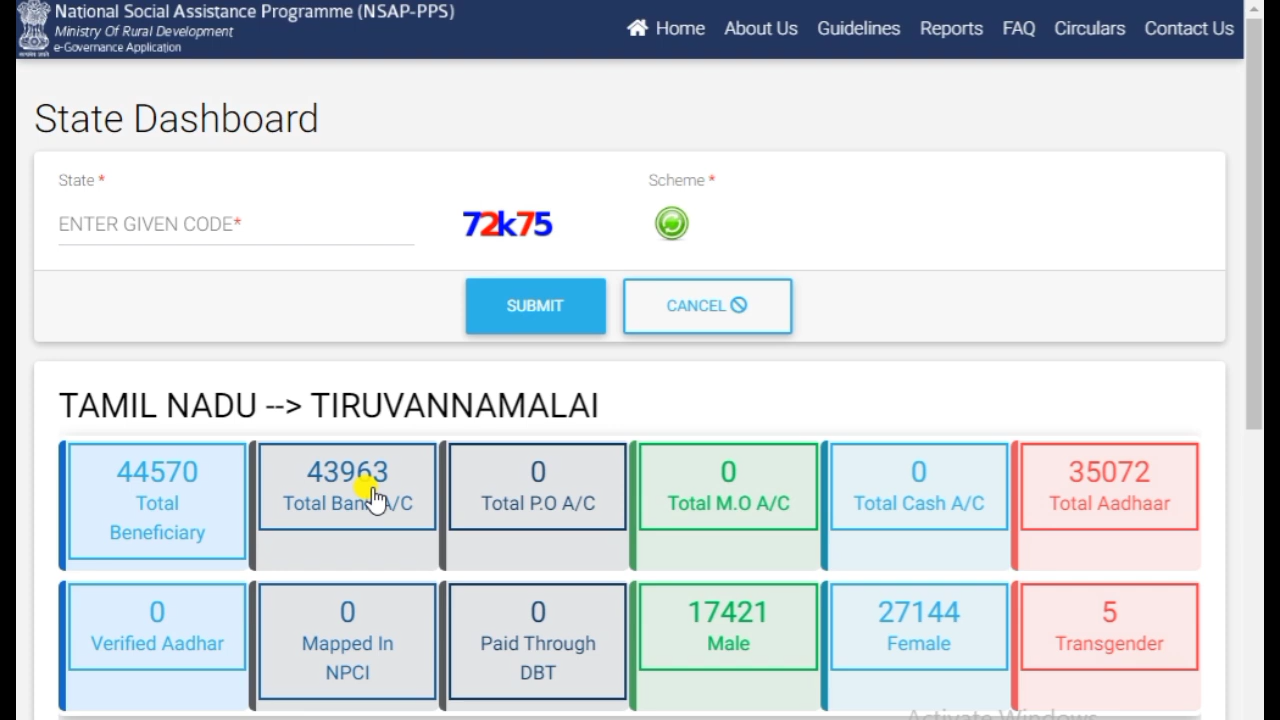 National Social Assistance Programme (NSAP-PPS)
Ministry Of Rural Development
e-Governance Application
Home About Us Guidelines Reports FAQ Circulars Contact Us
State Dashboard
State * Scheme *
ENTER GIVEN CODE* 72k75
SUBMIT CANCEL
TAMIL NADU --> TIRUVANNAMALAI
44570 43963 0 0 0 35072
Total Total Bank A/C Total P.O A/C Total M.O A/C Total Cash A/C Total Aadhaar
Beneficiary
0 0 0 17421 27144 5
Verified Aadhar Mapped In Paid Through Male Female Transgender
NPCI DBT
Activate Windows